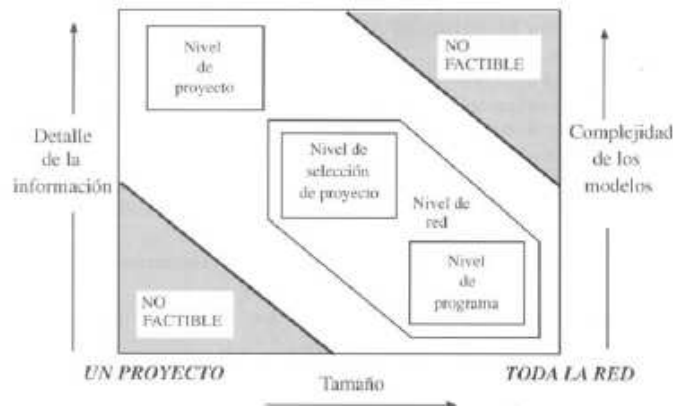 Nivel
de
proyecto
NO
FACTIBLE
Detalle
de la
información
Complejidad
de los
modelos
Nivel de
selección
de proyecto
Nivel de
red
Nivel
de
programa
NO
FACTIBLE
UN PROYECTO
Tamaño
TODA LA RED